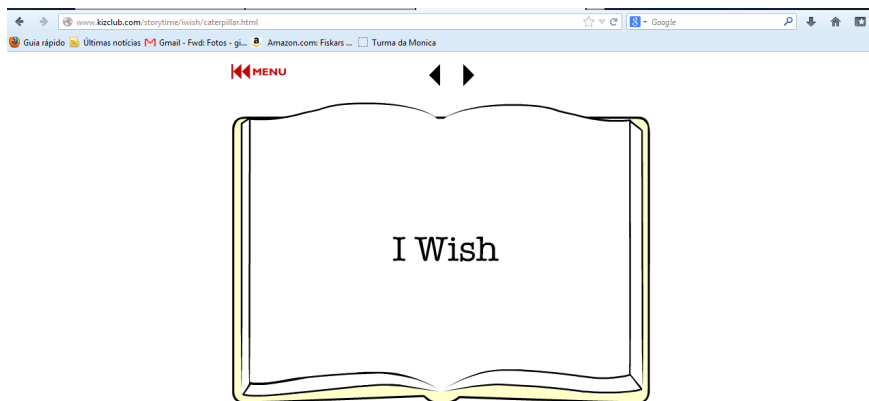 www.kizclub.com/storytime/iwish/caterpillar.html
8 Google
Guia rápido Últimas notícias Gmail - Fwd: Fotos - gi... a Amazon.com: Fiskars ... Turma da Monica
MENU
I Wish